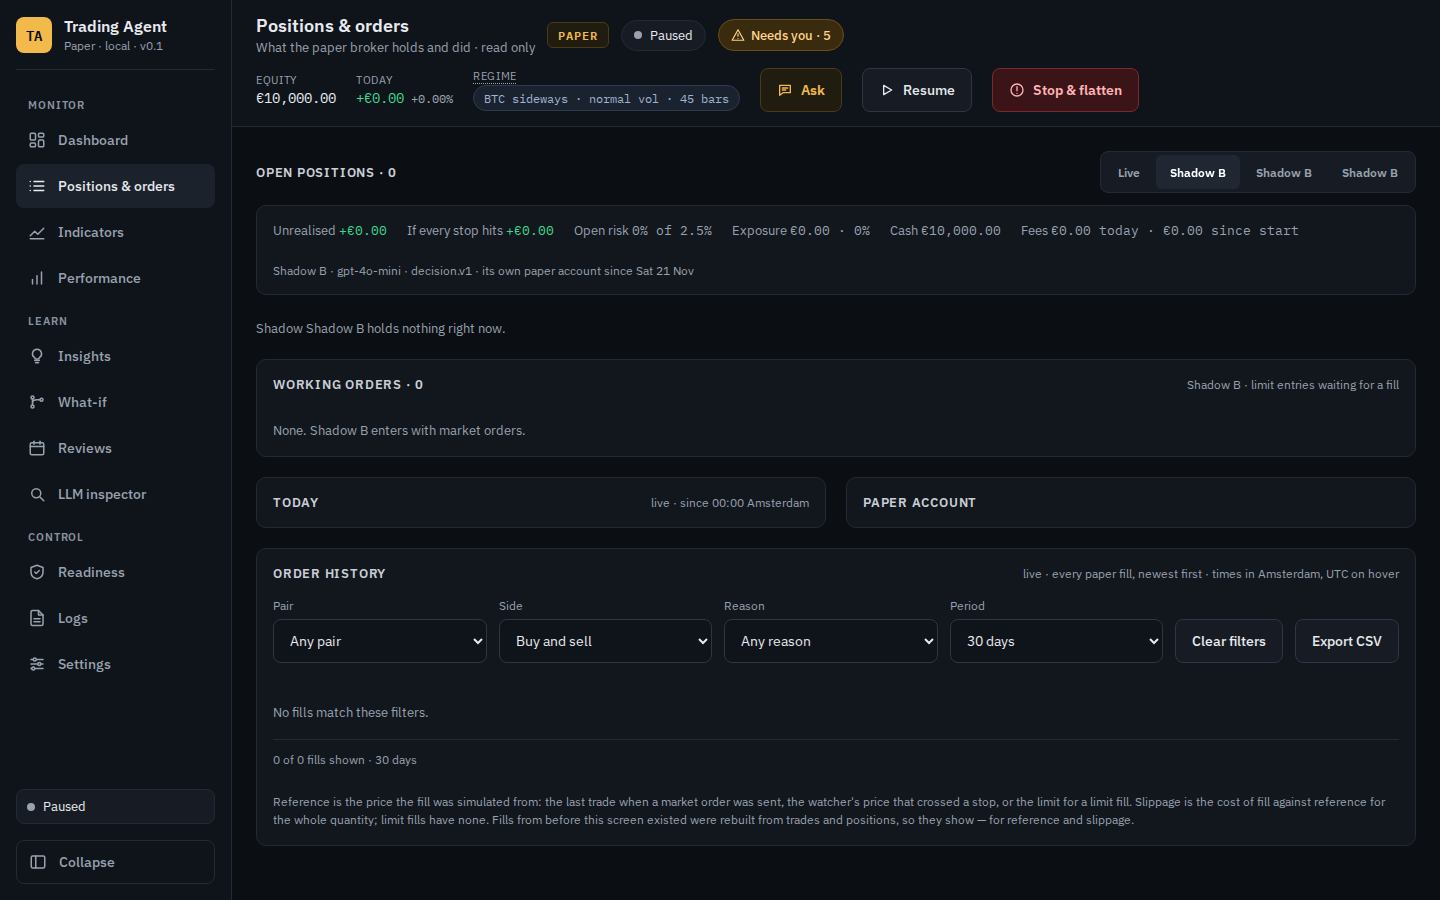 TA
Trading Agent
Paper · local · v0.1
MONITOR
Dashboard
Positions & orders
Indicators
Performance
LEARN
Insights
What-if
Reviews
LLM inspector
CONTROL
Readiness
Logs
Settings
Paused
Collapse
Positions & orders
What the paper broker holds and did · read only
PAPER
Paused
Needs you · 5
EQUITY
€10,000.00
TODAY
+€0.00 +0.00%
REGIME
BTC sideways · normal vol · 45 bars
Ask
Resume
Stop & flatten
OPEN POSITIONS · 0
Live
Shadow B
Shadow B
Shadow B
Unrealised +€0.00 If every stop hits +€0.00 Open risk 0% of 2.5% Exposure €0.00 · 0% Cash €10,000.00 Fees €0.00 today · €0.00 since start
Shadow B · gpt-4o-mini · decision.v1 · its own paper account since Sat 21 Nov
Shadow Shadow B holds nothing right now.
WORKING ORDERS · 0
Shadow B · limit entries waiting for a fill
None. Shadow B enters with market orders.
TODAY
live · since 00:00 Amsterdam
PAPER ACCOUNT
ORDER HISTORY
live · every paper fill, newest first · times in Amsterdam, UTC on hover
Pair
Side
Reason
Period
Any pair
Buy and sell
Any reason
30 days
Clear filters
Export CSV
No fills match these filters.
0 of 0 fills shown · 30 days
Reference is the price the fill was simulated from: the last trade when a market order was sent, the watcher's price that crossed a stop, or the limit for a limit fill. Slippage is the cost of fill against reference for
the whole quantity; limit fills have none. Fills from before this screen existed were rebuilt from trades and positions, so they show — for reference and slippage.